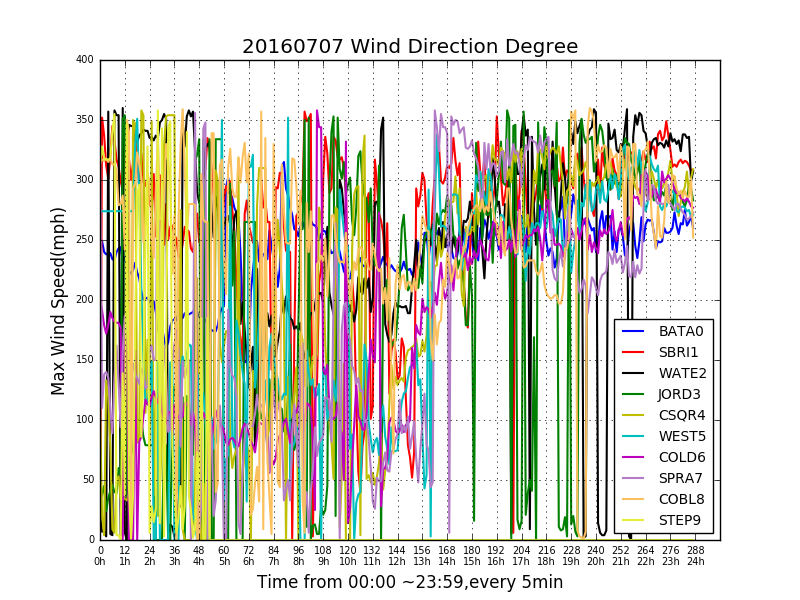 20160707 Wind Direction Degree
Max Wind Speed(mph)
400
350
300
250
200
150
100
50
0
BATA0
SBRI1
WATE2
JORD3
CSQR4
WEST5
COLD6
SPRA7
COBL8
STEP9
0 12 24 36 48 60 72 84 96 108 120 132 144 156 168 180 192 204 216 228 240 252 264 276 288
0h 1h 2h 3h 4h 5h 6h 7h 8h 9h 10h 11h 12h 13h 14h 15h 16h 17h 18h 19h 20h 21h 22h 23h 24h
Time from 00:00 ~23:59,every 5min